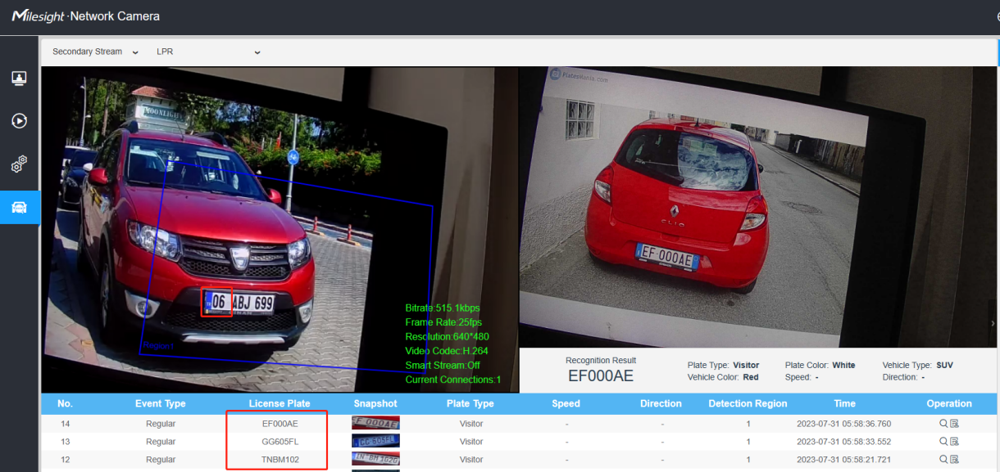 Milesight · Network Camera
Secondary Stream
LPR
MOONLIGHT
06 ABJ 699
Region1
Bitrate:515.1kbps
Frame Rate:25fps
Resolution:640*480
Video Codec:H.264
Smart Stream:Off
Current Connections:1
PlatesMania.com
CLIO
EF 000AE
Recognition Result
EF000AE
Plate Type: Visitor
Plate Color: White
Vehicle Type: SUV
Vehicle Color: Red
Speed: -
Direction: -
No. Event Type License Plate Snapshot Plate Type Speed Direction Detection Region Time Operation
14 Regular EF000AE EF 000AE Visitor - - 1 2023-07-31 05:58:36.760
13 Regular GG605FL GG 605FL Visitor - - 1 2023-07-31 05:58:33.552
12 Regular TNBM102 Visitor - - 1 2023-07-31 05:58:21.721